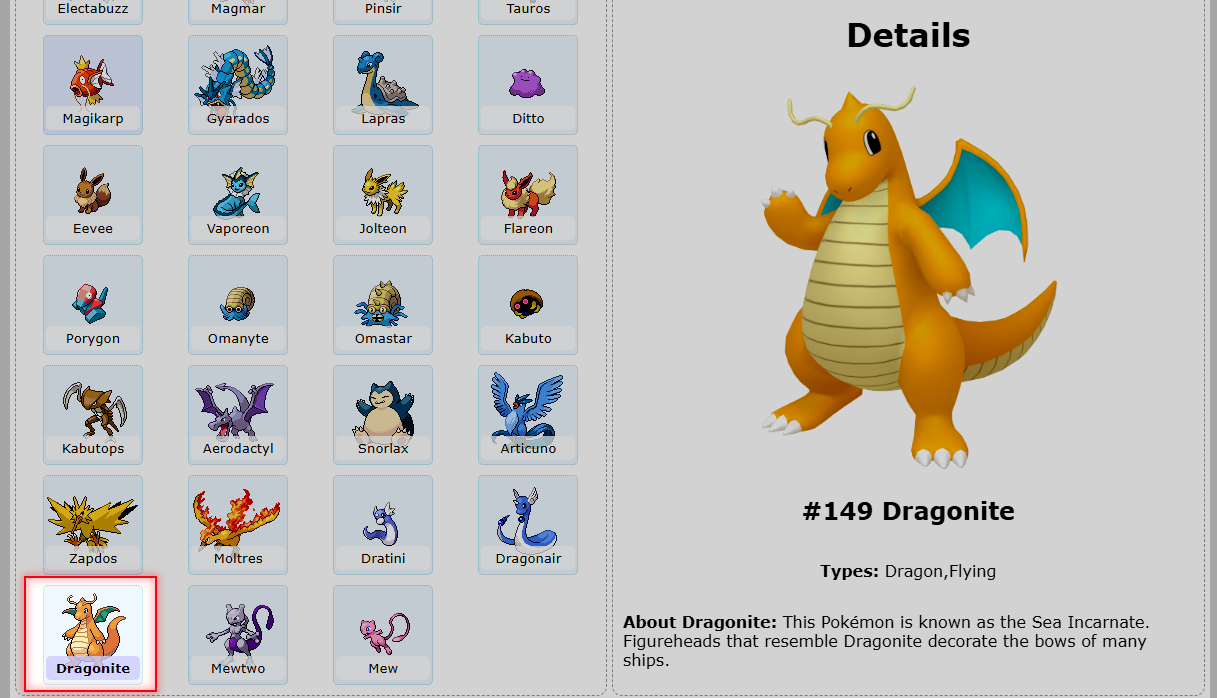 Electabuzz Magmar Pinsir Tauros
Magikarp Gyarados Lapras Ditto
Eevee Vaporeon Jolteon Flareon
Porygon Omanyte Omastar Kabuto
Kabutops Aerodactyl Snorlax Articuno
Zapdos Moltres Dratini Dragonair
Dragonite Mewtwo Mew
Details
#149 Dragonite
Types: Dragon,Flying
About Dragonite: This Pokémon is known as the Sea Incarnate.
Figureheads that resemble Dragonite decorate the bows of many
ships.